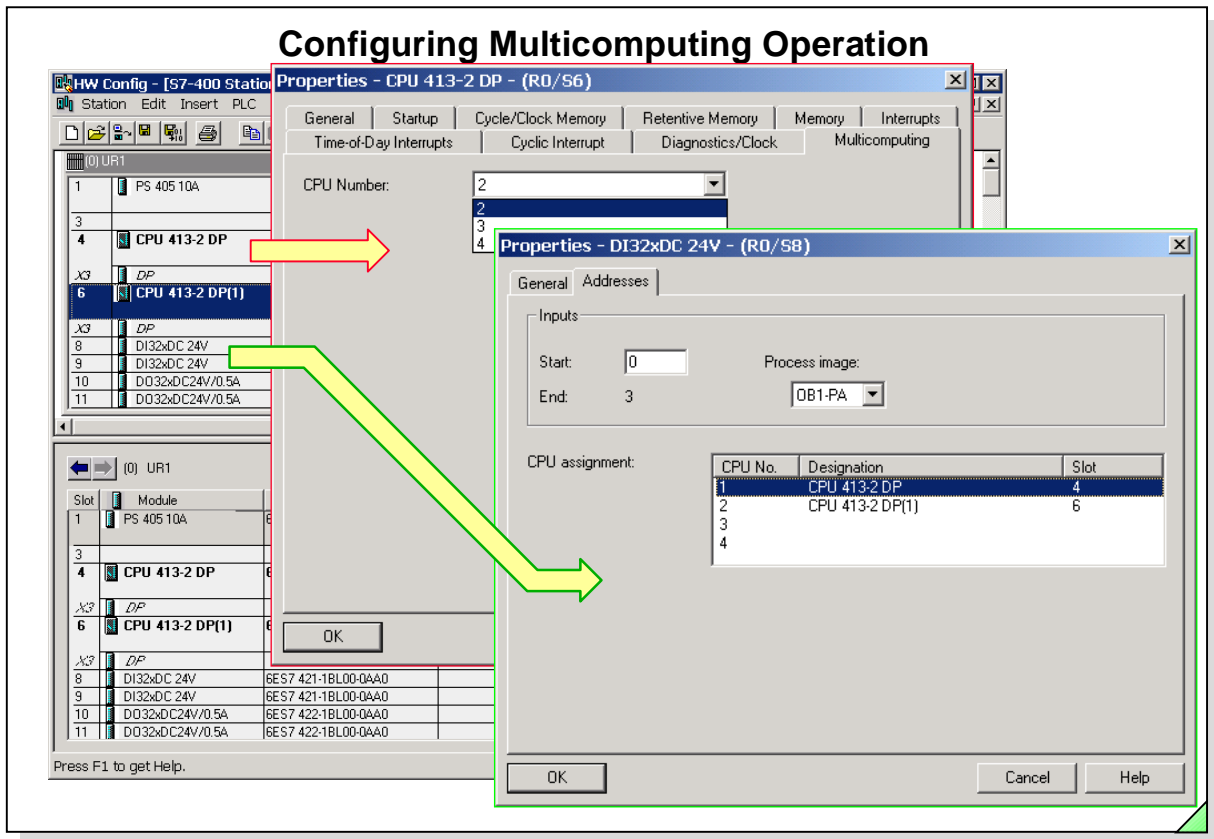 Configuring Multicomputing Operation
HW Config - [S7-400 Station
Station Edit Insert PLC
(0) UR1
1 PS 405 10A
3
4 CPU 413-2 DP
X3 DP
6 CPU 413-2 DP(1)
X3 DP
8 DI32xDC 24V
9 DI32xDC 24V
10 DO32xDC24V/0.5A
11 DO32xDC24V/0.5A
Properties - CPU 413-2 DP - (R0/S6)
General Startup Cycle/Clock Memory Retentive Memory Memory Interrupts
Time-of-Day Interrupts Cyclic Interrupt Diagnostics/Clock Multicomputing
CPU Number: 2
2
3
4
OK
Properties - DI32xDC 24V - (R0/S8)
General Addresses
Inputs
Start: 0 Process image:
End: 3 OB1-PA
CPU assignment:
CPU No. Designation Slot
1 CPU 413-2 DP 4
2 CPU 413-2 DP(1) 6
3
4
OK Cancel Help
(0) UR1
Slot Module
1 PS 405 10A 6
3
4 CPU 413-2 DP 6
X3 DP
6 CPU 413-2 DP(1) 6
X3 DP
8 DI32xDC 24V 6ES7 421-1BL00-0AA0
9 DI32xDC 24V 6ES7 421-1BL00-0AA0
10 DO32xDC24V/0.5A 6ES7 422-1BL00-0AA0
11 DO32xDC24V/0.5A 6ES7 422-1BL00-0AA0
Press F1 to get Help.